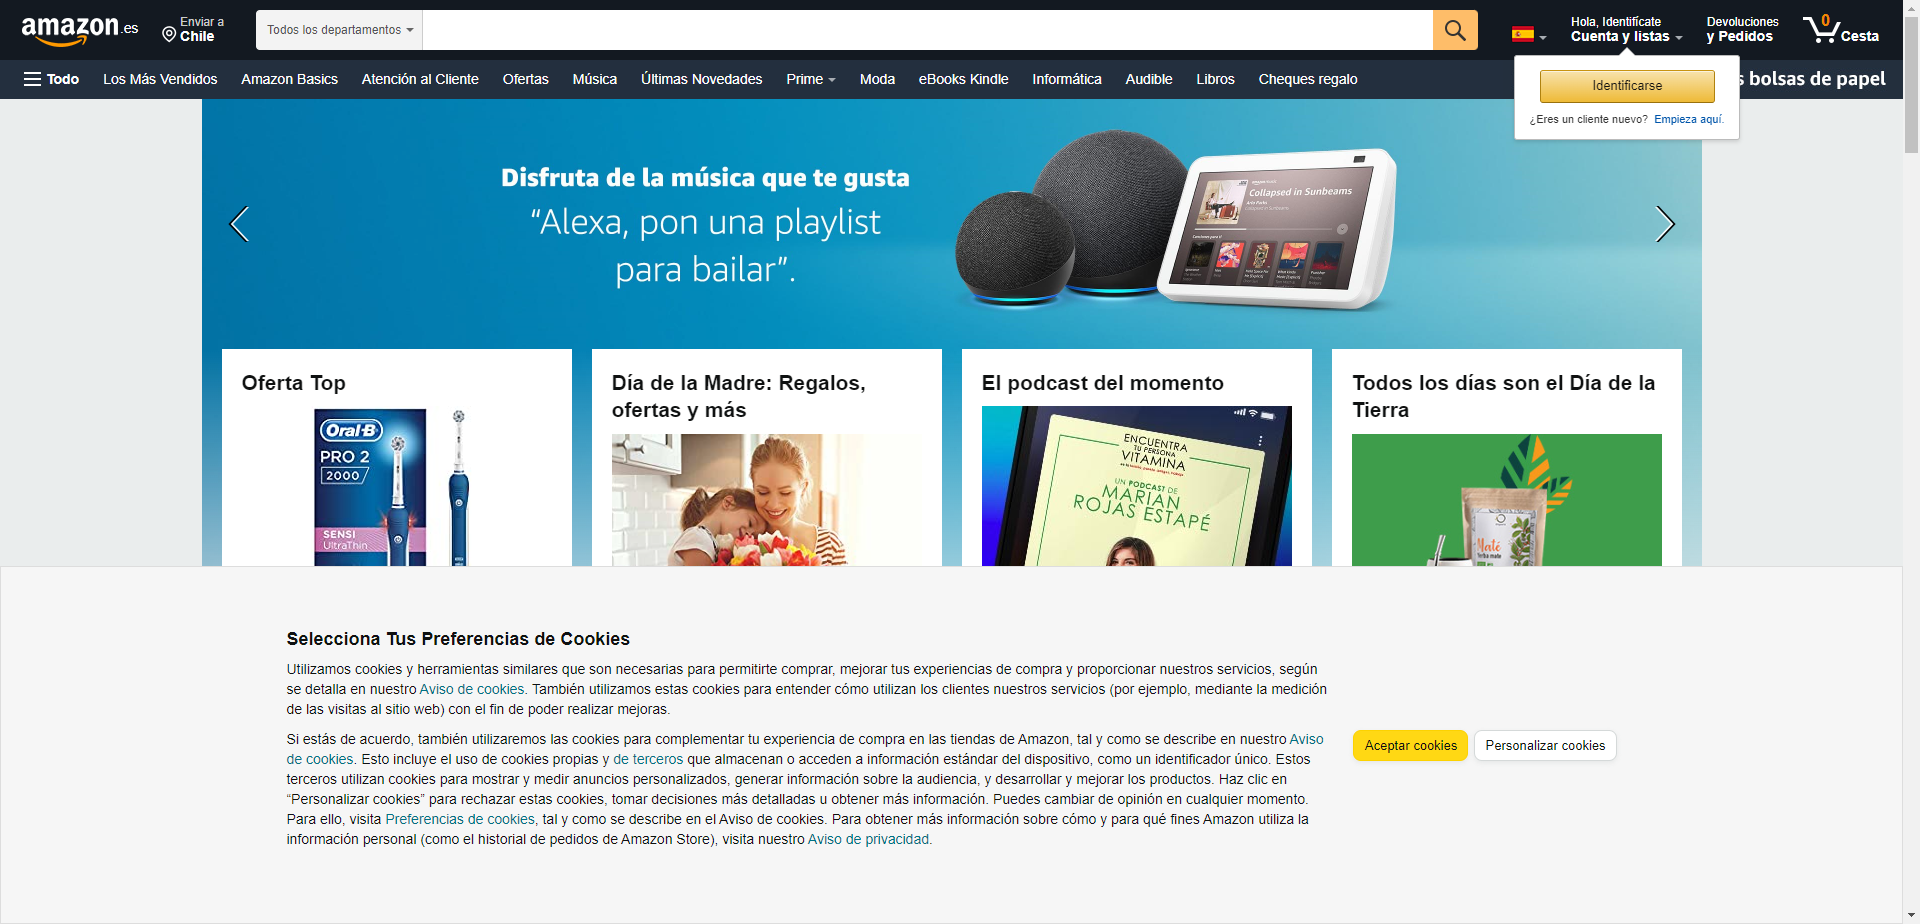 amazon.es
Enviar a
Chile
Todos los departamentos
Hola, Identifícate
Cuenta y listas
Devoluciones
y Pedidos
0
Cesta
Todo
Los Más Vendidos
Amazon Basics
Atención al Cliente
Ofertas
Música
Últimas Novedades
Prime
Moda
eBooks Kindle
Informática
Audible
Libros
Cheques regalo
s bolsas de papel
Identificarse
¿Eres un cliente nuevo? Empieza aquí.
Disfruta de la música que te gusta
“Alexa, pon una playlist
para bailar”.
Collapsed in Sunbeams
Oferta Top
Oral-B
PRO 2
2000
SENSI
UltraThin
Día de la Madre: Regalos,
ofertas y más
El podcast del momento
ENCUENTRA
TU PERSONA
VITAMINA
UN PODCAST DE
MARIAN
ROJAS ESTAPÉ
Todos los días son el Día de la
Tierra
Maté
Yerba mate
Selecciona Tus Preferencias de Cookies
Utilizamos cookies y herramientas similares que son necesarias para permitirte comprar, mejorar tus experiencias de compra y proporcionar nuestros servicios, según
se detalla en nuestro Aviso de cookies. También utilizamos estas cookies para entender cómo utilizan los clientes nuestros servicios (por ejemplo, mediante la medición
de las visitas al sitio web) con el fin de poder realizar mejoras.
Si estás de acuerdo, también utilizaremos las cookies para complementar tu experiencia de compra en las tiendas de Amazon, tal y como se describe en nuestro Aviso
de cookies. Esto incluye el uso de cookies propias y de terceros que almacenan o acceden a información estándar del dispositivo, como un identificador único. Estos
terceros utilizan cookies para mostrar y medir anuncios personalizados, generar información sobre la audiencia, y desarrollar y mejorar los productos. Haz clic en
“Personalizar cookies” para rechazar estas cookies, tomar decisiones más detalladas u obtener más información. Puedes cambiar de opinión en cualquier momento.
Para ello, visita Preferencias de cookies, tal y como se describe en el Aviso de cookies. Para obtener más información sobre cómo y para qué fines Amazon utiliza la
información personal (como el historial de pedidos de Amazon Store), visita nuestro Aviso de privacidad.
Aceptar cookies
Personalizar cookies